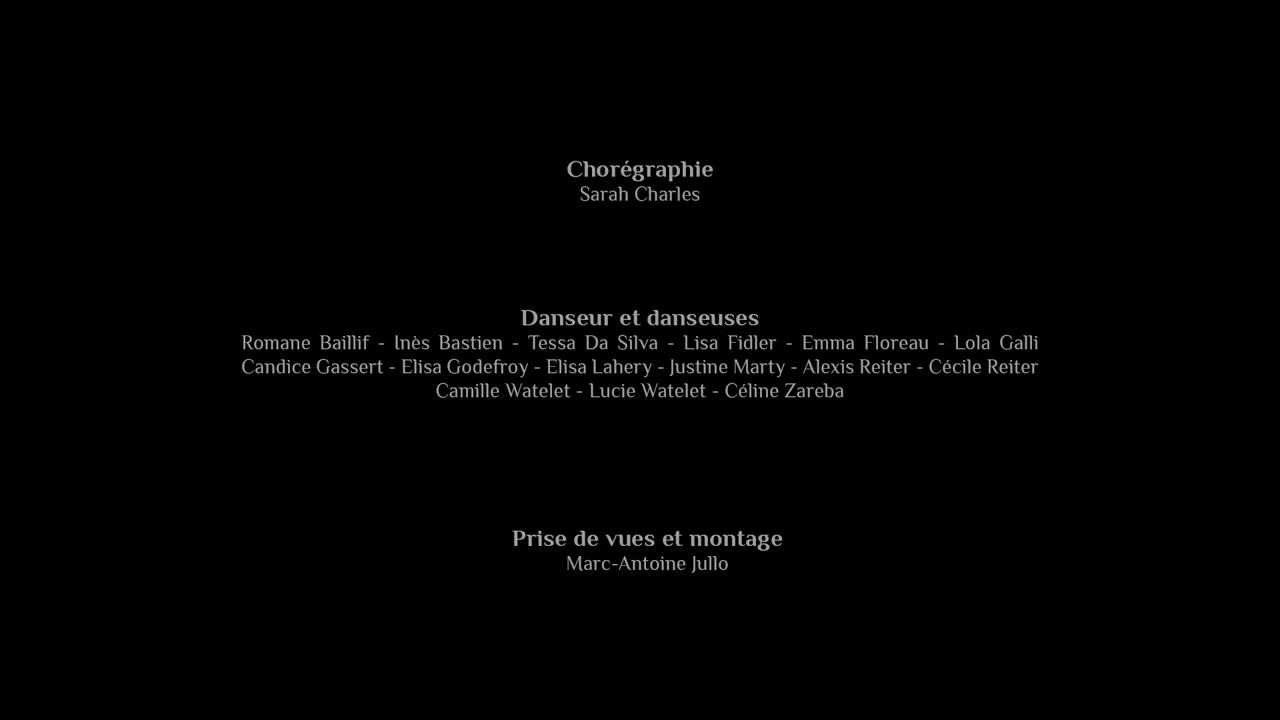 Chorégraphie
Sarah Charles
Danseur et danseuses
Romane Baillif - Inès Bastien - Tessa Da Silva - Lisa Fidler - Emma Floreau - Lola Galli
Candice Gassert - Elisa Godefroy - Elisa Lahery - Justine Marty - Alexis Reiter - Cécile Reiter
Camille Watelet - Lucie Watelet - Céline Zareba
Prise de vues et montage
Marc-Antoine Jullo